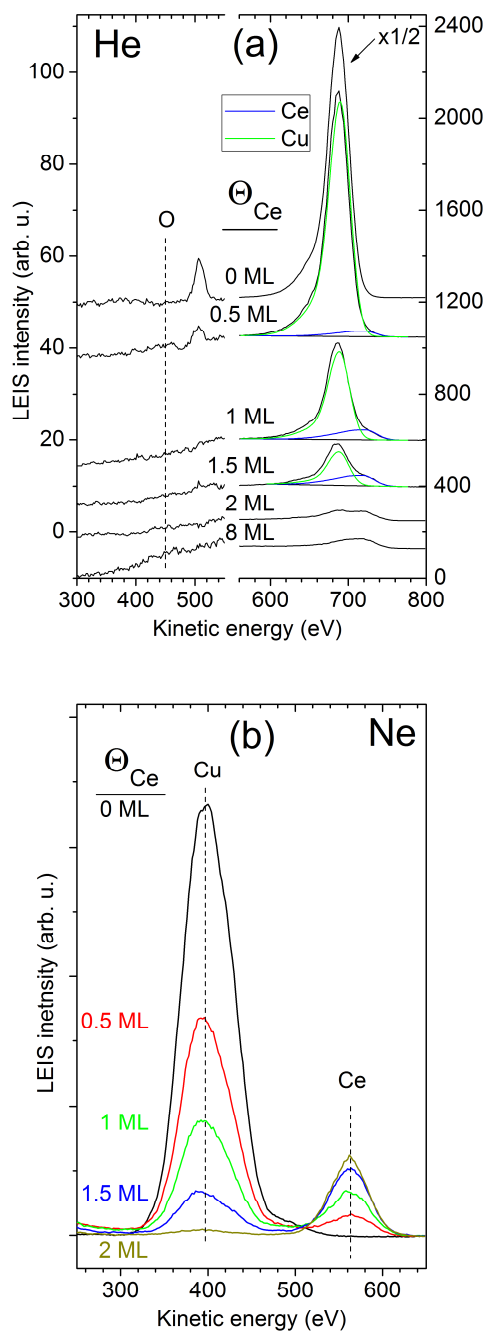 He (a)
x1/2
Ce
Cu
Θ Ce
O
0 ML
0.5 ML
1 ML
1.5 ML
2 ML
8 ML
LEIS intensity (arb. u.)
100
80
60
40
20
0
2400
2000
1600
1200
800
400
0
300 400 500 600 700 800
Kinetic energy (eV)
(b) Ne
Θ Ce
0 ML
Cu
0.5 ML
1 ML
1.5 ML
2 ML
Ce
LEIS inetnsity (arb. u.)
300 400 500 600
Kinetic energy (eV)